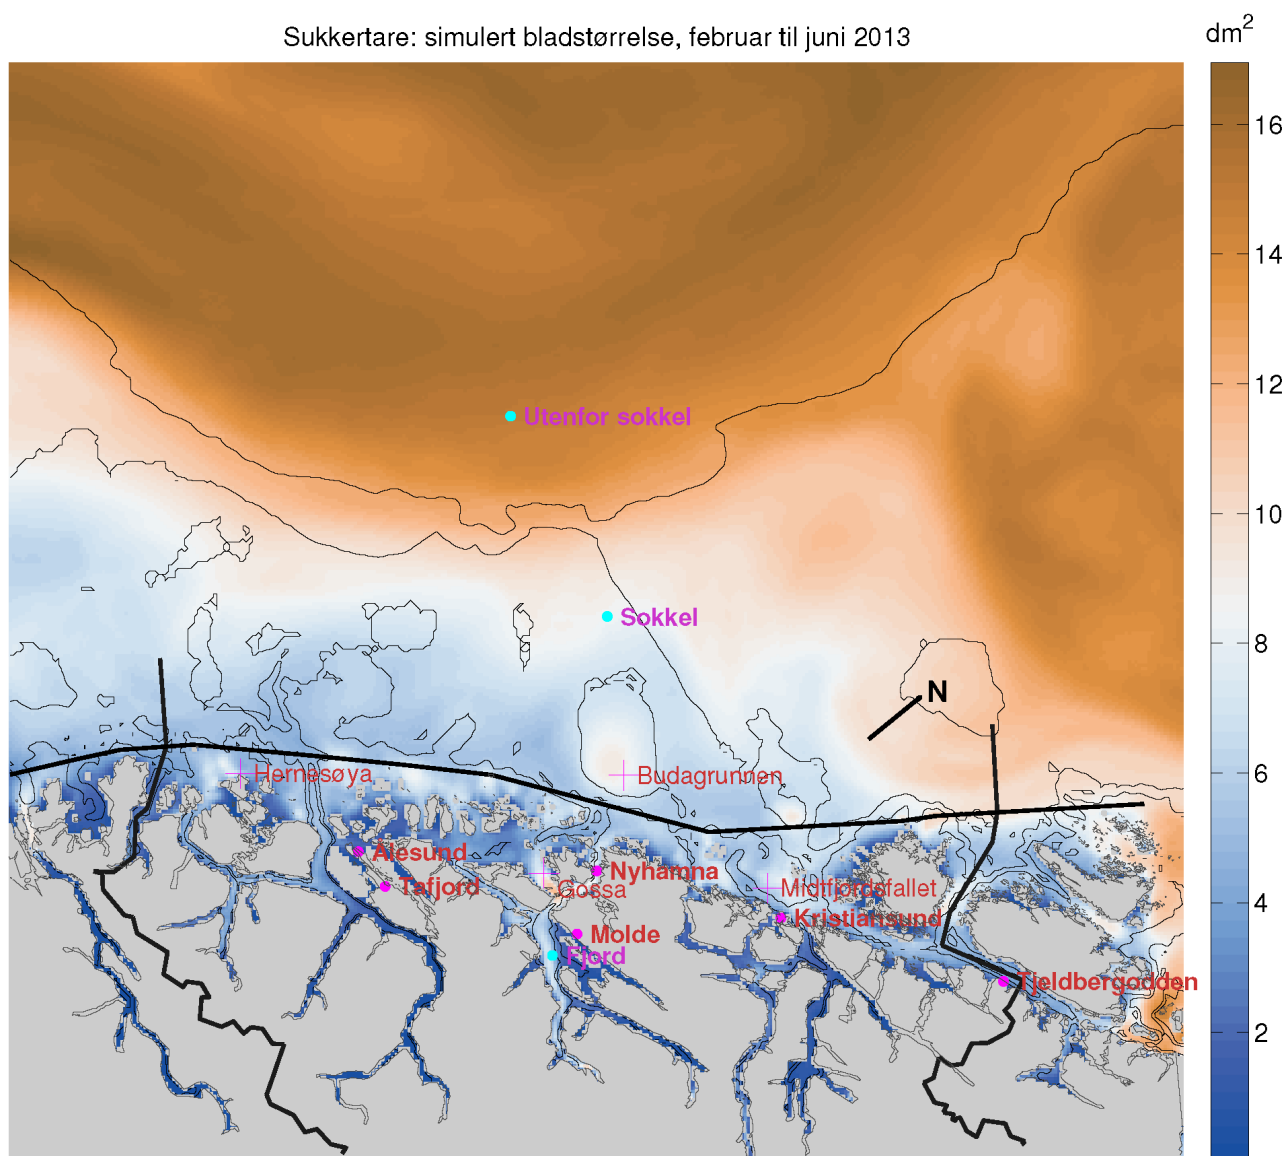 Sukkertare: simulert bladstørrelse, februar til juni 2013
dm²
16
14
12
10
8
6
4
2
Utenfor sokkel
Sokkel
N
Hernesøya
Budagrunnen
Ålesund
Tafjord
Nyhamna
Gossa
Midtfjordsfallet
Kristiansund
Molde
Fjord
Tjeldbergodden